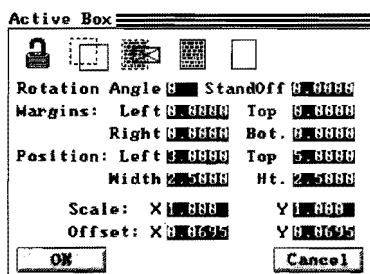 Active Box
Rotation Angle 0 StandOff 0.0000
Margins: Left 0.0000 Top 0.0000
Right 0.0000 Bot. 0.0000
Position: Left 3.0000 Top 5.0000
Width 2.5000 Ht. 2.5000
Scale: X 1.000 Y 1.000
Offset: X 0.0695 Y 0.0695
OK Cancel